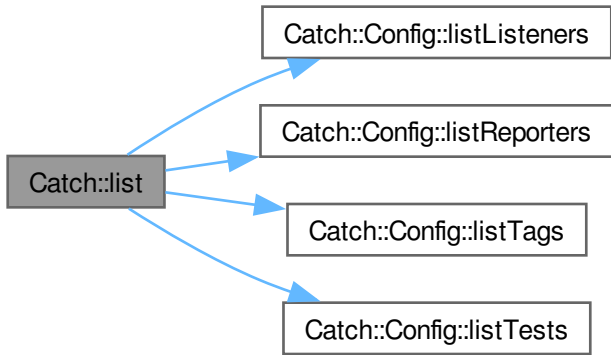 Catch::Config::listListeners
Catch::Config::listReporters
Catch::list
Catch::Config::listTags
Catch::Config::listTests